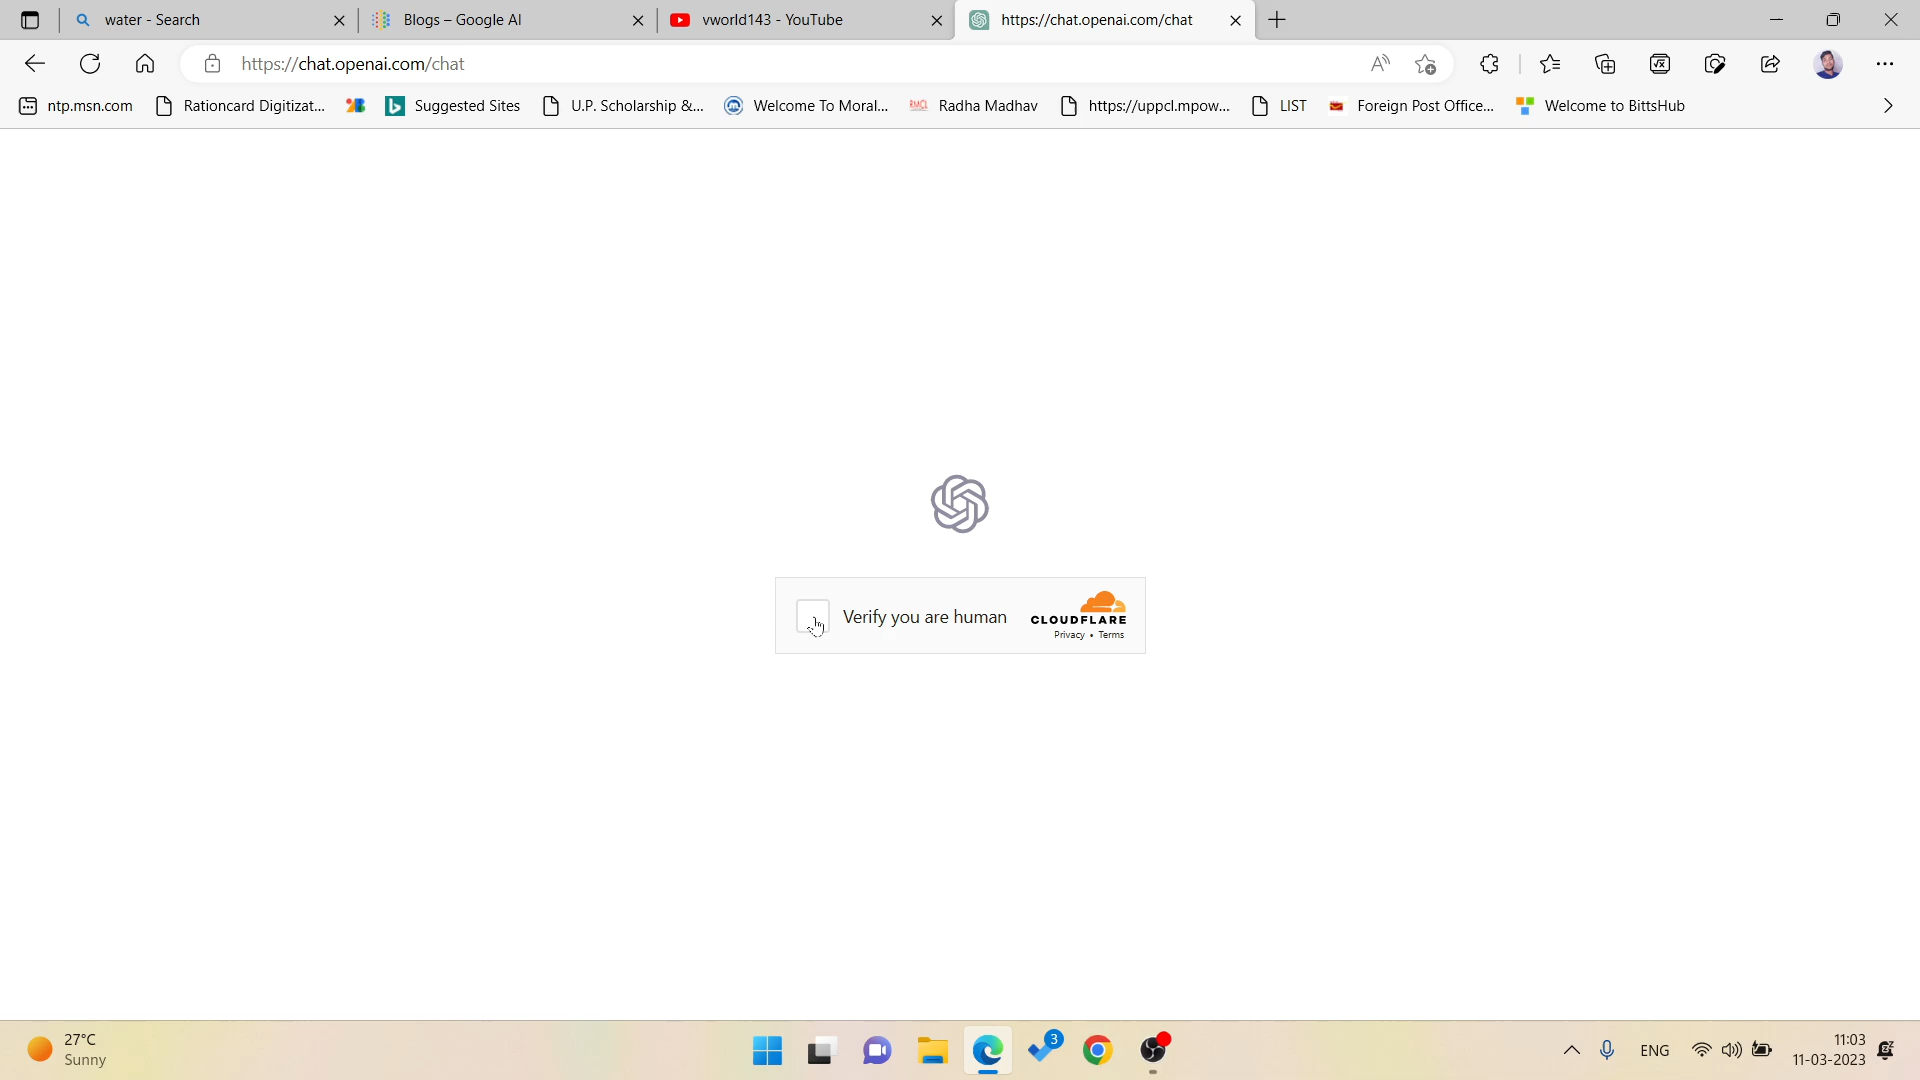 water - Search
Blogs – Google AI
vworld143 - YouTube
https://chat.openai.com/chat
https://chat.openai.com/chat
ntp.msn.com
Rationcard Digitizat...
Suggested Sites
U.P. Scholarship &...
Welcome To Moral...
Radha Madhav
https://uppcl.mpow...
LIST
Foreign Post Office...
Welcome to BittsHub
Verify you are human
CLOUDFLARE
Privacy • Terms
27°C
Sunny
3
ENG
11:03
11-03-2023